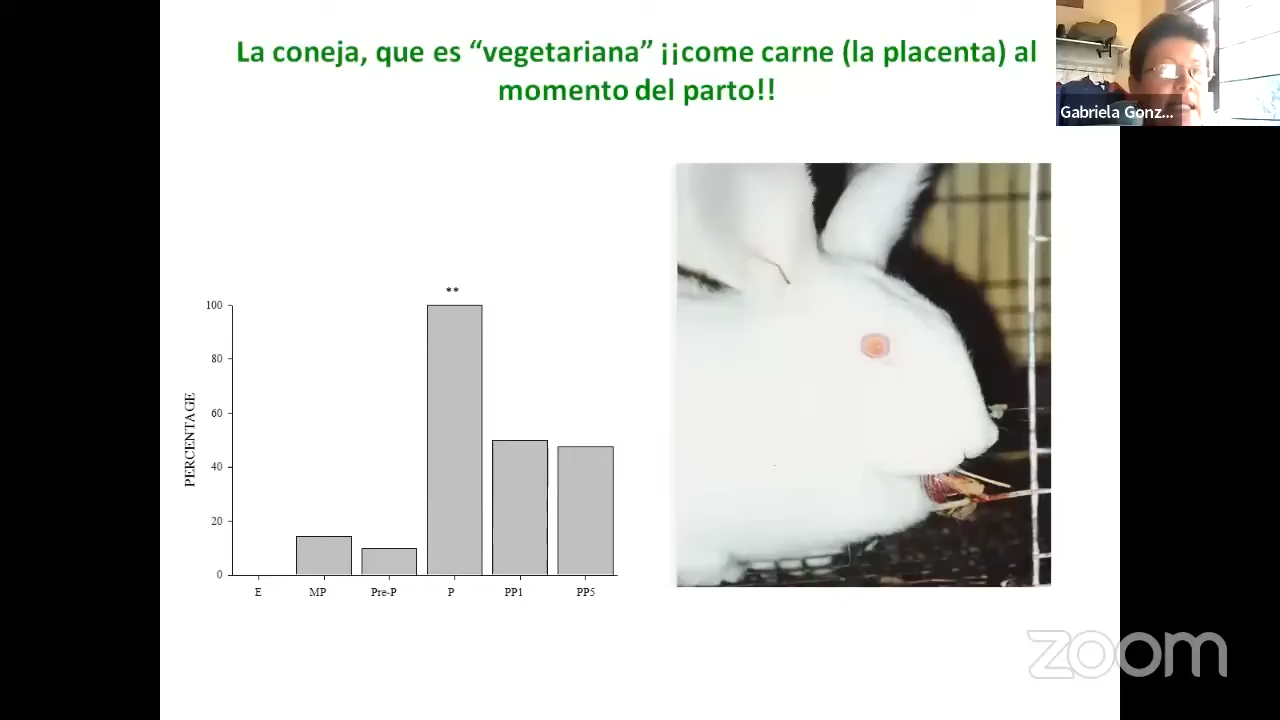 La coneja, que es “vegetariana” ¡¡come carne (la placenta) al
momento del parto!!
Gabriela Gonz...
**
100
80
60
40
20
0
PERCENTAGE
E MP Pre-P P PP1 PP5
zoom